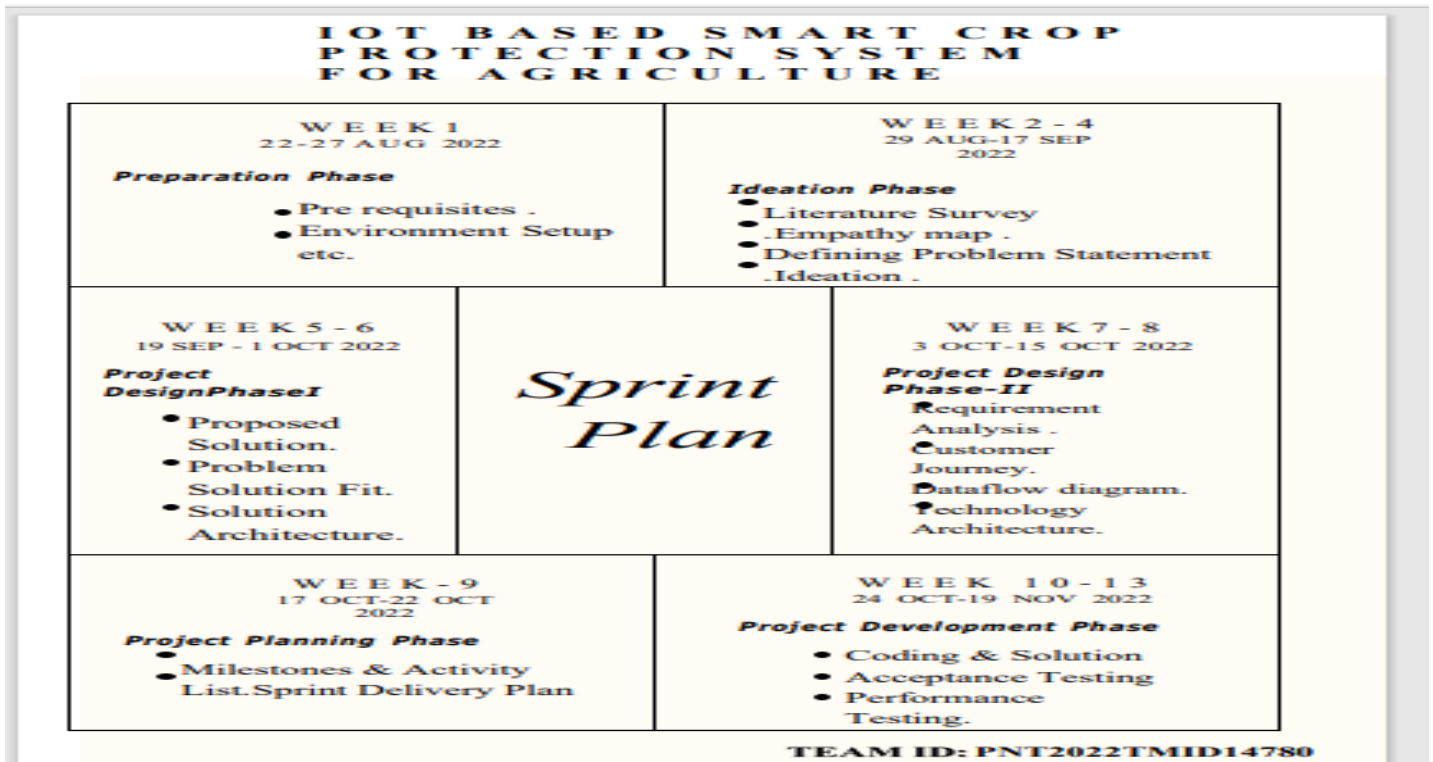 IOT BASED SMART CROP
PROTECTION SYSTEM
FOR AGRICULTURE
WEEK1
22-27 AUG 2022
Preparation Phase
Pre requisites .
Environment Setup
etc.
WEEK2-4
29 AUG-17 SEP
2022
Ideation Phase
Literature Survey
.Empathy map .
Defining Problem Statement
.Ideation .
WEEK5-6
19 SEP - 1 OCT 2022
Project
DesignPhaseI
Proposed
Solution.
Problem
Solution Fit.
Solution
Architecture.
Sprint
Plan
WEEK7-8
3 OCT-15 OCT 2022
Project Design
Phase-II
Requirement
Analysis .
Customer
Journey.
Dataflow diagram.
Technology
Architecture.
WEEK-9
17 OCT-22 OCT
2022
Project Planning Phase
Milestones & Activity
List.Sprint Delivery Plan
WEEK 10-13
24 OCT-19 NOV 2022
Project Development Phase
Coding & Solution
Acceptance Testing
Performance
Testing.
TEAM ID: PNT2022TMID14780